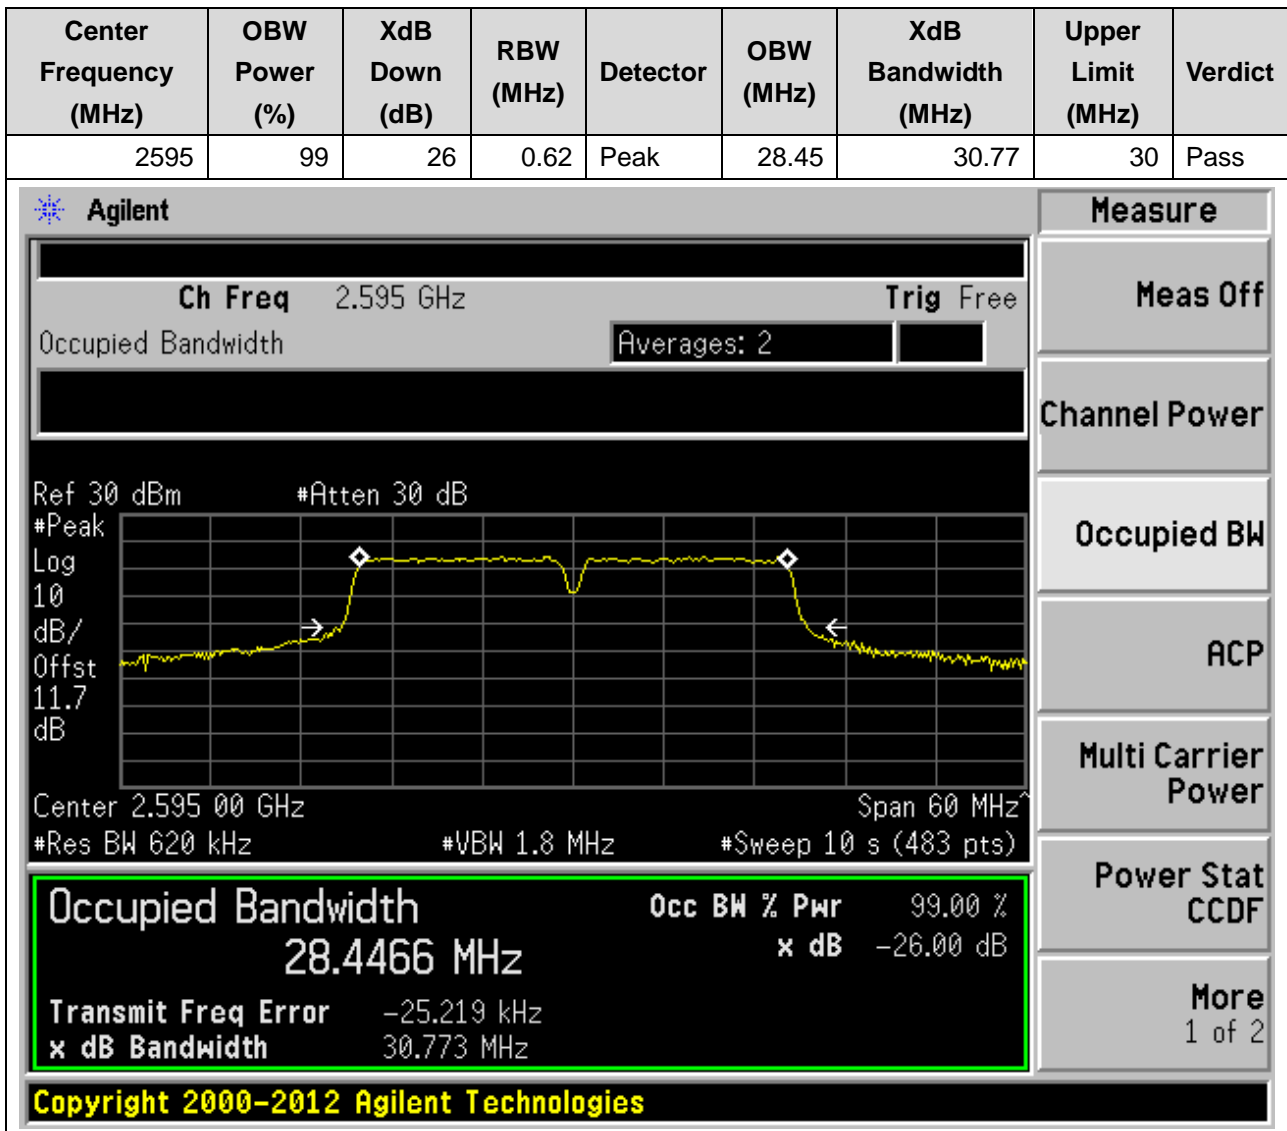 Center Frequency (MHz) OBW Power (%) XdB Down (dB) RBW (MHz) Detector OBW (MHz) XdB Bandwidth (MHz) Upper Limit (MHz) Verdict
2595 99 26 0.62 Peak 28.45 30.77 30 Pass
Agilent
Measure
Ch Freq 2.595 GHz Trig Free
Occupied Bandwidth Averages: 2
Ref 30 dBm #Atten 30 dB
#Peak
Log
10
dB/
Offst
11.7
dB
Center 2.595 00 GHz Span 60 MHz^
#Res BW 620 kHz #VBW 1.8 MHz #Sweep 10 s (483 pts)
Occupied Bandwidth Occ BW % Pwr 99.00 %
28.4466 MHz x dB -26.00 dB
Transmit Freq Error -25.219 kHz
x dB Bandwidth 30.773 MHz
Meas Off
Channel Power
Occupied BW
ACP
Multi Carrier
Power
Power Stat
CCDF
More
1 of 2
Copyright 2000-2012 Agilent Technologies